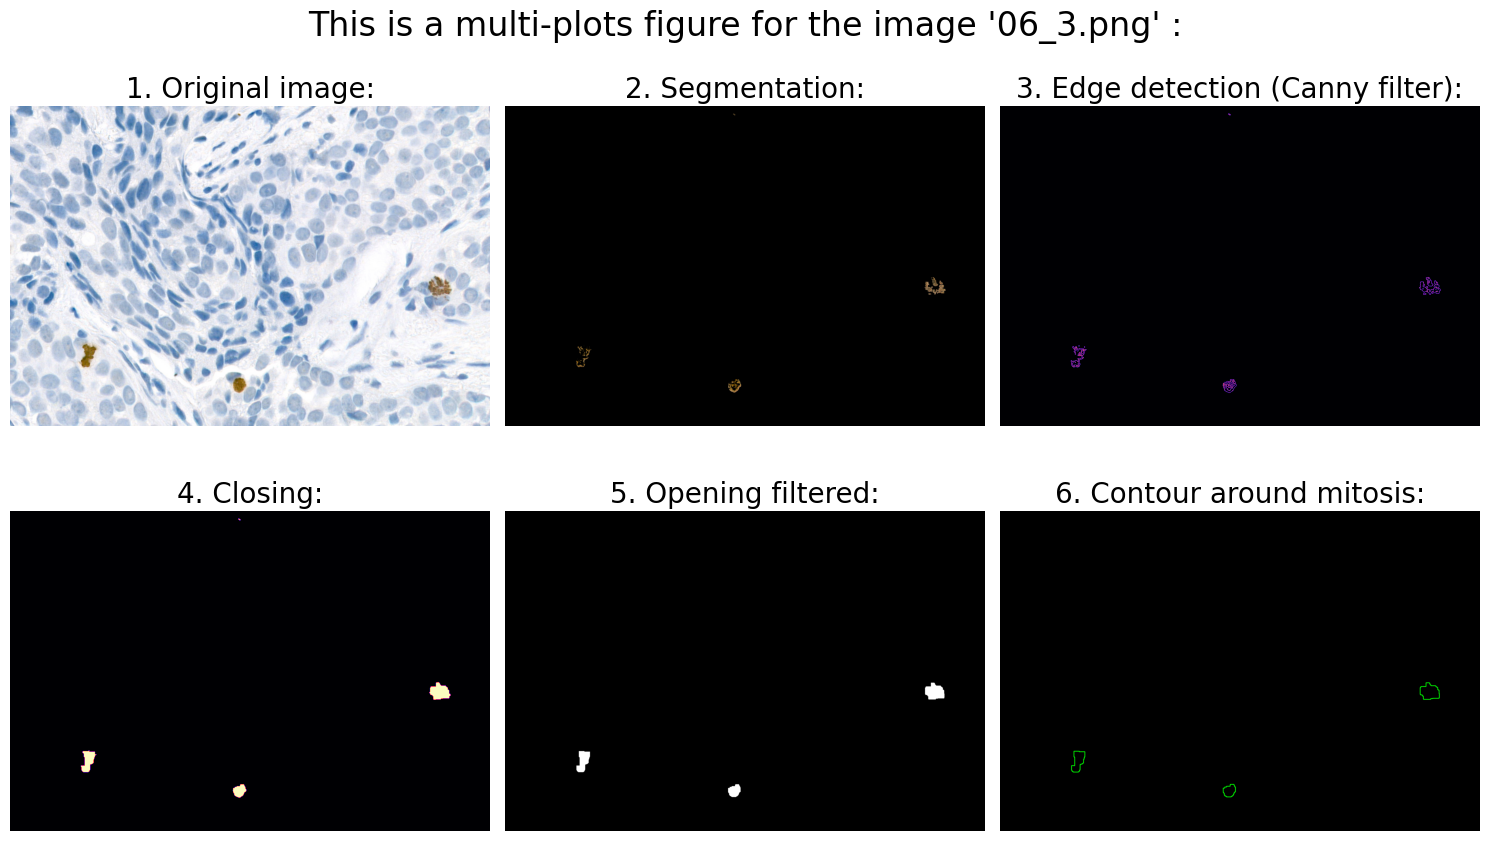 This is a multi-plots figure for the image '06_3.png' :
1. Original image:
2. Segmentation:
3. Edge detection (Canny filter):
4. Closing:
5. Opening filtered:
6. Contour around mitosis: